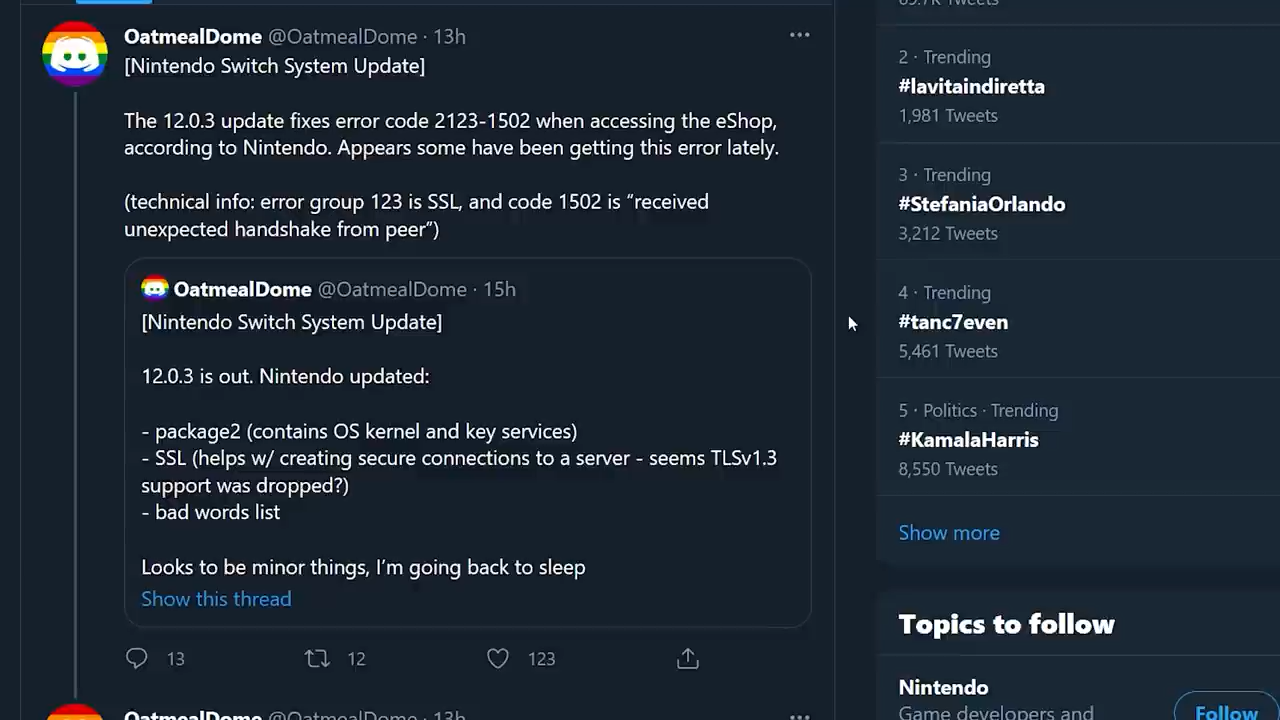 OatmealDome @OatmealDome · 13h
[Nintendo Switch System Update]
The 12.0.3 update fixes error code 2123-1502 when accessing the eShop,
according to Nintendo. Appears some have been getting this error lately.
(technical info: error group 123 is SSL, and code 1502 is “received
unexpected handshake from peer”)
OatmealDome @OatmealDome · 15h
[Nintendo Switch System Update]
12.0.3 is out. Nintendo updated:
- package2 (contains OS kernel and key services)
- SSL (helps w/ creating secure connections to a server - seems TLSv1.3
support was dropped?)
- bad words list
Looks to be minor things, I’m going back to sleep
Show this thread
13 12 123
OatmealDome @OatmealDome · 13h
69.7K Tweets
2 · Trending
#lavitaindiretta
1,981 Tweets
3 · Trending
#StefaniaOrlando
3,212 Tweets
4 · Trending
#tanc7even
5,461 Tweets
5 · Politics · Trending
#KamalaHarris
8,550 Tweets
Show more
Topics to follow
Nintendo
Game developers and
Follow